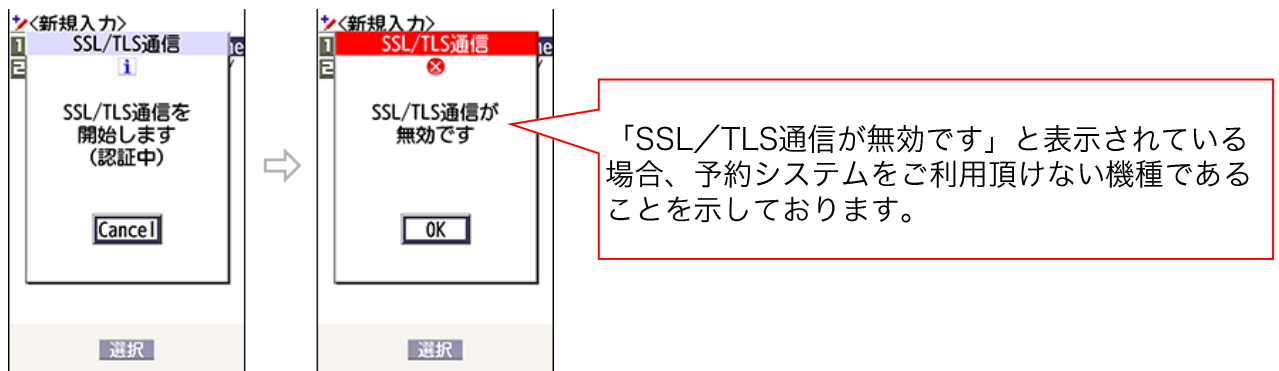 <新規入力>
1
2
SSL/TLS通信
i
SSL/TLS通信を
開始します
(認証中)
Cancel
選択
<新規入力>
1
2
SSL/TLS通信
SSL/TLS通信が
無効です
OK
選択
「SSL／TLS通信が無効です」と表示されている
場合、予約システムをご利用頂けない機種である
ことを示しております。